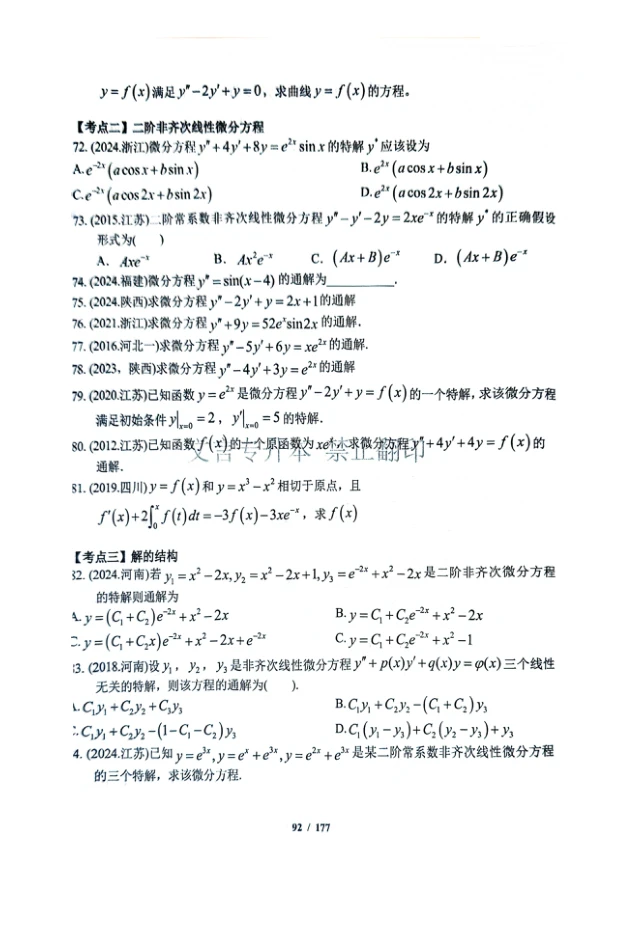 y=f(x)满足y″−2y′+y=0，求曲线y=f(x)的方程。
【考点二】二阶非齐次线性微分方程
72. (2024.浙江)微分方程y″+4y′+8y=e^{2x}sin x的特解y*应该设为
A.e^{-2x}(a cos x+b sin x) B.e^{2x}(a cos x+b sin x)
C.e^{-2x}(a cos 2x+b sin 2x) D.e^{2x}(a cos 2x+b sin 2x)
73. (2015.江苏)二阶常系数非齐次线性微分方程y″−y′−2y=2xe^{-x}的特解y*的正确假设
形式为( )
A. Axe^{-x} B. Ax²e^{-x} C. (Ax+B)e^{-x} D. (Ax+B)e^{-x}
74. (2024.福建)微分方程y″=sin(x−4)的通解为________.
75. (2024.陕西)求微分方程y″−2y′+y=2x+1的通解
76. (2021.浙江)求微分方程y″+9y=52e^{x}sin2x的通解.
77. (2016.河北一)求微分方程y″−5y′+6y=xe^{2x}的通解.
78. (2023，陕西)求微分方程y″−4y′+3y=e^{2x}的通解
79. (2020.江苏)已知函数y=e^{2x}是微分方程y″−2y′+y=f(x)的一个特解，求该微分方程
满足初始条件y|_{x=0}=2，y′|_{x=0}=5的特解.
80. (2012.江苏)已知函数f(x)的一个原函数为xe^{x}，求微分方程y″+4y′+4y=f(x)的
通解.
文吉专升本 禁止翻印
81. (2019.四川)y=f(x)和y=x³−x²相切于原点，且
f′(x)+2∫_{0}^{x}f(t)dt=−3f(x)−3xe^{-x}，求f(x)
【考点三】解的结构
82. (2024.河南)若y₁=x²−2x,y₂=x²−2x+1,y₃=e^{-2x}+x²−2x是二阶非齐次微分方程
的特解则通解为
A.y=(C₁+C₂)e^{-2x}+x²−2x B.y=C₁+C₂e^{-2x}+x²−2x
C.y=(C₁+C₂x)e^{-2x}+x²−2x+e^{-2x} C.y=C₁+C₂e^{-2x}+x²−1
83. (2018.河南)设y₁，y₂，y₃是非齐次线性微分方程y″+p(x)y′+q(x)y=φ(x)三个线性
无关的特解，则该方程的通解为( ).
A.C₁y₁+C₂y₂+C₃y₃ B.C₁y₁+C₂y₂−(C₁+C₂)y₃
C.C₁y₁+C₂y₂−(1−C₁−C₂)y₃ D.C₁(y₁−y₃)+C₂(y₂−y₃)+y₃
84. (2024.江苏)已知y=e^{3x},y=e^{x}+e^{3x},y=e^{2x}+e^{3x}是某二阶常系数非齐次线性微分方程
的三个特解，求该微分方程.
92 / 177